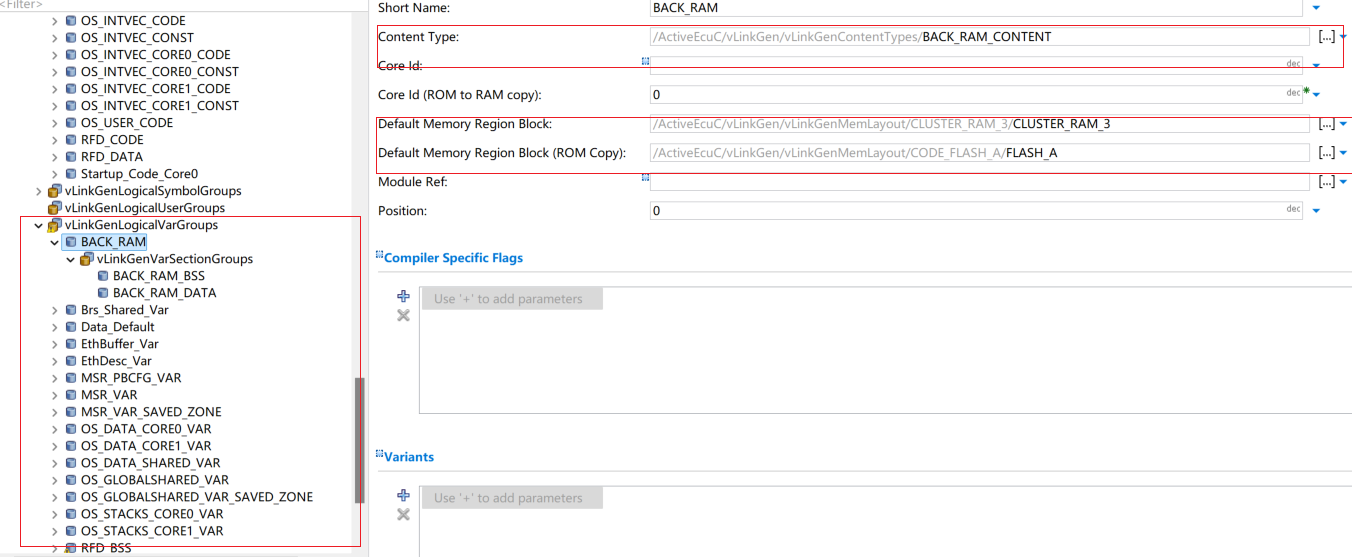 <Filter>
OS_INTVEC_CODE
OS_INTVEC_CONST
OS_INTVEC_CORE0_CODE
OS_INTVEC_CORE0_CONST
OS_INTVEC_CORE1_CODE
OS_INTVEC_CORE1_CONST
OS_USER_CODE
RFD_CODE
RFD_DATA
Startup_Code_Core0
vLinkGenLogicalSymbolGroups
vLinkGenLogicalUserGroups
vLinkGenLogicalVarGroups
BACK_RAM
vLinkGenVarSectionGroups
BACK_RAM_BSS
BACK_RAM_DATA
Brs_Shared_Var
Data_Default
EthBuffer_Var
EthDesc_Var
MSR_PBCFG_VAR
MSR_VAR
MSR_VAR_SAVED_ZONE
OS_DATA_CORE0_VAR
OS_DATA_CORE1_VAR
OS_DATA_SHARED_VAR
OS_GLOBALSHARED_VAR
OS_GLOBALSHARED_VAR_SAVED_ZONE
OS_STACKS_CORE0_VAR
OS_STACKS_CORE1_VAR
RFD_BSS
Short Name: BACK_RAM
Content Type: /ActiveEcuC/vLinkGen/vLinkGenContentTypes/BACK_RAM_CONTENT [...]
Core Id: dec
Core Id (ROM to RAM copy): 0 dec *
Default Memory Region Block: /ActiveEcuC/vLinkGen/vLinkGenMemLayout/CLUSTER_RAM_3/CLUSTER_RAM_3 [...]
Default Memory Region Block (ROM Copy): /ActiveEcuC/vLinkGen/vLinkGenMemLayout/CODE_FLASH_A/FLASH_A [...]
Module Ref: [...]
Position: 0 dec
Compiler Specific Flags
Use '+' to add parameters
Variants
Use '+' to add parameters